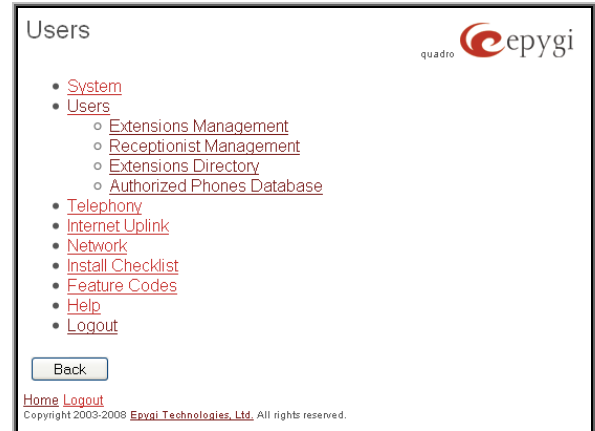 Users
quadro epygi
System
Users
Extensions Management
Receptionist Management
Extensions Directory
Authorized Phones Database
Telephony
Internet Uplink
Network
Install Checklist
Feature Codes
Help
Logout
Back
Home Logout
Copyright 2003-2008 Epygi Technologies, Ltd. All rights reserved.